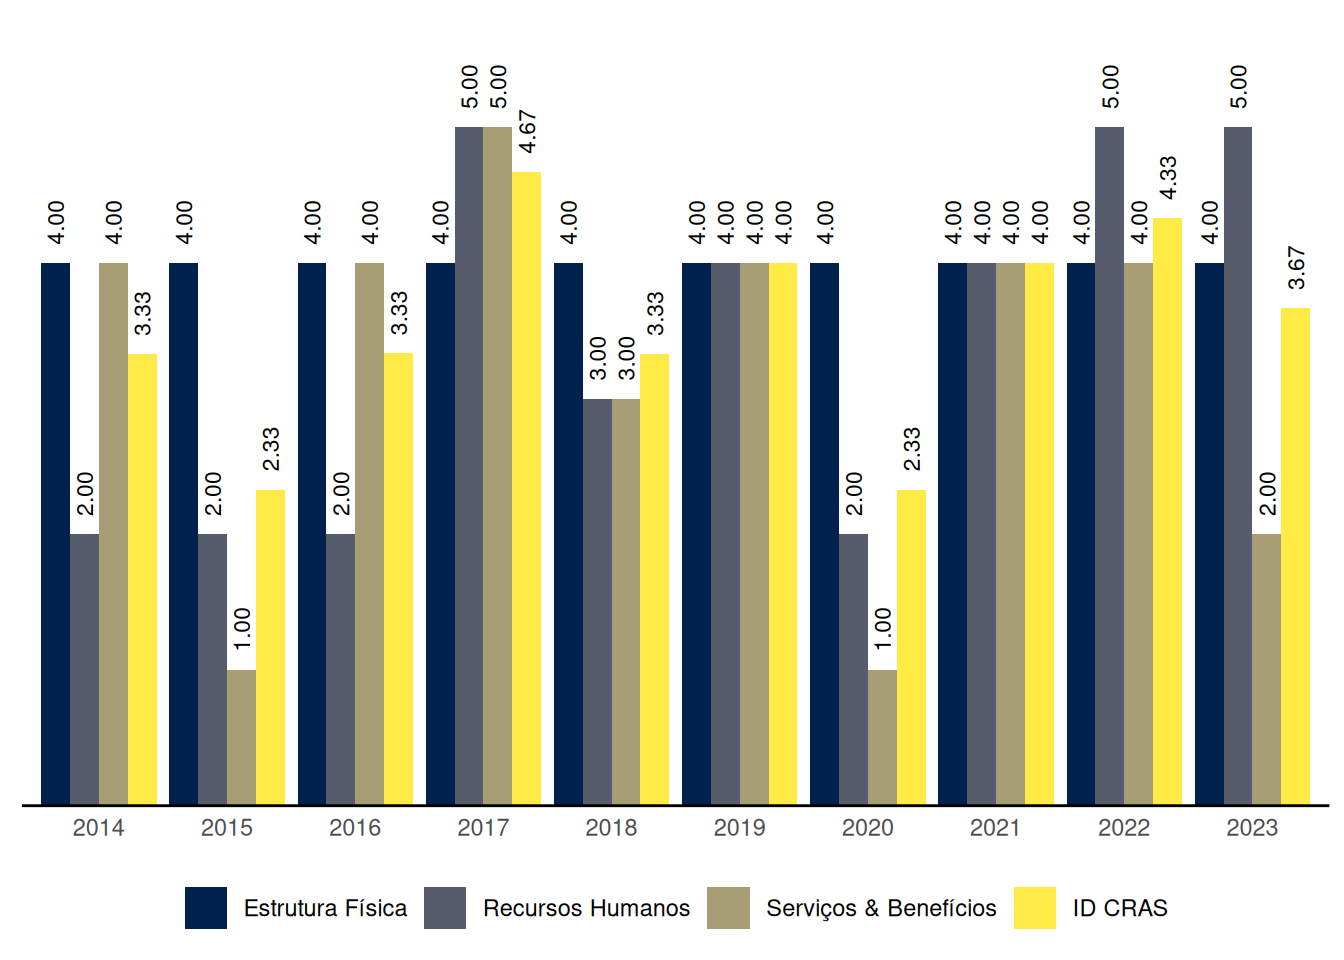 4.00 2.00 4.00 3.33
4.00 2.00 1.00 2.33
4.00 2.00 4.00 3.33
4.00 5.00 5.00 4.67
4.00 3.00 3.00 3.33
4.00 4.00 4.00 4.00
4.00 2.00 1.00 2.33
4.00 4.00 4.00 4.00
4.00 5.00 4.00 4.33
4.00 5.00 2.00 3.67
2014 2015 2016 2017 2018 2019 2020 2021 2022 2023
Estrutura Física Recursos Humanos Serviços & Benefícios ID CRAS